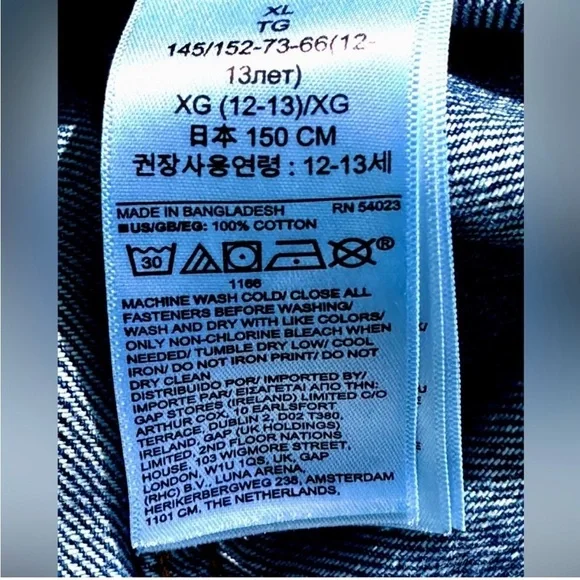 XL
TG
145/152-73-66(12-
13лет)
XG (12-13)/XG
日本 150 CM
권장사용연령 : 12-13세
MADE IN BANGLADESH RN 54023
US/GB/EG: 100% COTTON
30 ®
1166
MACHINE WASH COLD/ CLOSE ALL
FASTENERS BEFORE WASHING/
WASH AND DRY WITH LIKE COLORS/
ONLY NON-CHLORINE BLEACH WHEN
NEEDED/ TUMBLE DRY LOW/ COOL
IRON/ DO NOT IRON PRINT/ DO NOT
DRY CLEAN
DISTRIBUIDO POR/ IMPORTED BY/
IMPORTE PAR/ ΕΙΣΑΓΕΤΑΙ ΑΠΟ ΤΗΝ:
GAP STORES (IRELAND) LIMITED C/O
ARTHUR COX, 10 EARLSFORT
TERRACE, DUBLIN 2, D02 T380,
IRELAND, GAP (UK HOLDINGS)
LIMITED, 2ND FLOOR NATIONS
HOUSE, 103 WIGMORE STREET,
LONDON, W1U 1QS, UK, GAP
(RHC) B.V., LUNA ARENA,
HERIKERBERGWEG 238, AMSTERDAM
1101 CM, THE NETHERLANDS,